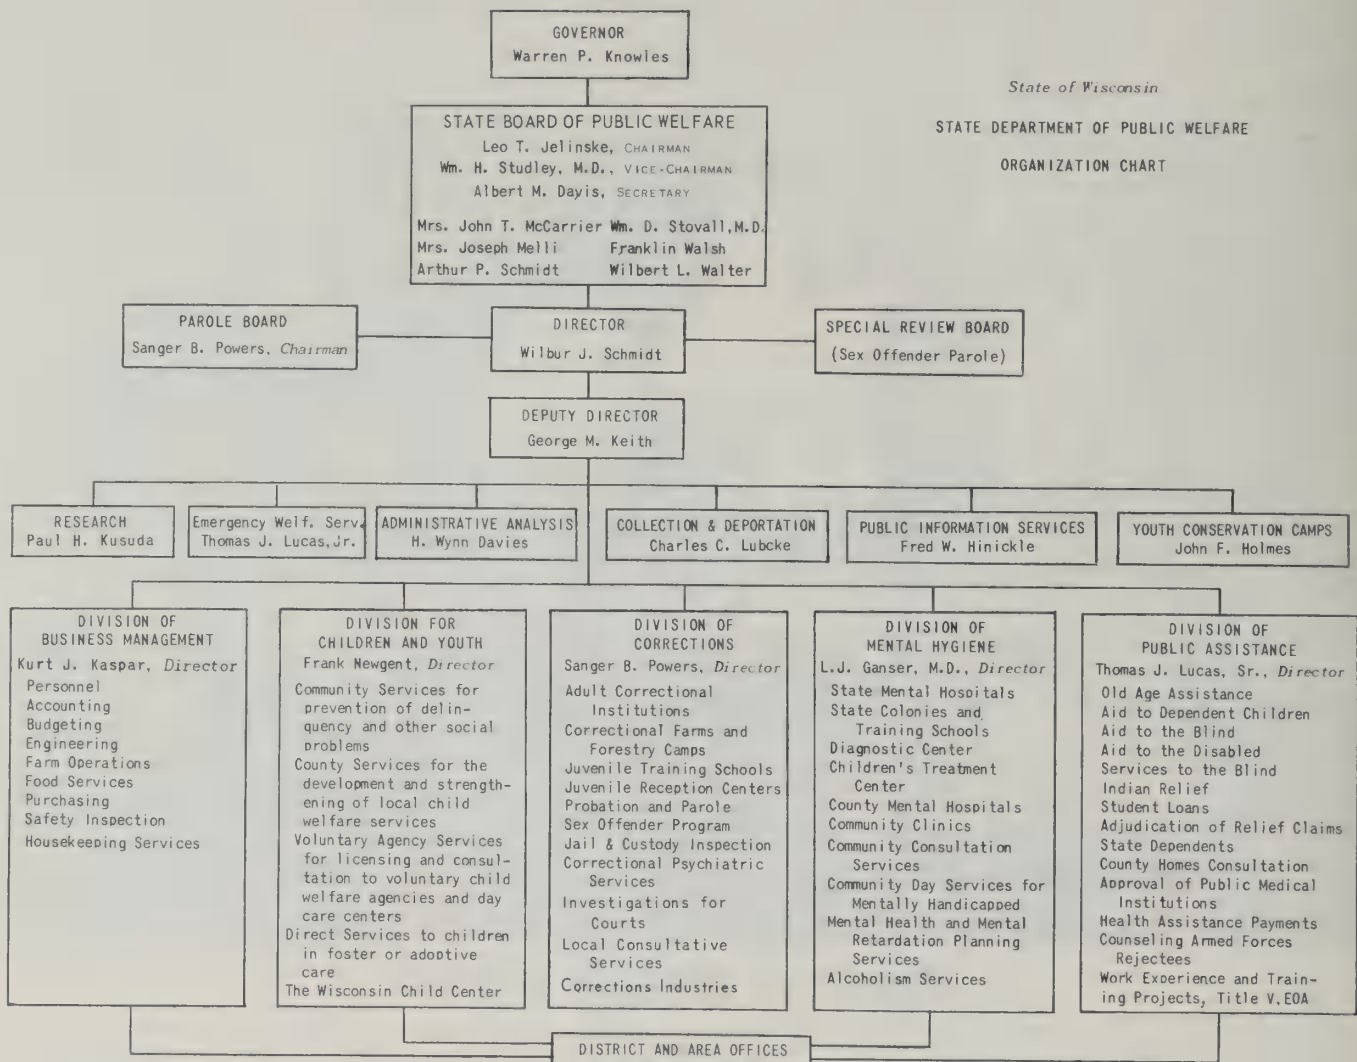 GOVERNOR
Warren P. Knowles
State of Wisconsin
STATE DEPARTMENT OF PUBLIC WELFARE
ORGANIZATION CHART
STATE BOARD OF PUBLIC WELFARE
Leo T. Jelinske, CHAIRMAN
Wm. H. Studley, M.D., VICE-CHAIRMAN
Albert M. Davis, SECRETARY
Mrs. John T. McCarrier Wm. D. Stovall, M.D.
Mrs. Joseph Melli Franklin Walsh
Arthur P. Schmidt Wilbert L. Walter
PAROLE BOARD
Sanger B. Powers, Chairman
DIRECTOR
Wilbur J. Schmidt
SPECIAL REVIEW BOARD
(Sex Offender Parole)
DEPUTY DIRECTOR
George M. Keith
RESEARCH
Paul H. Kusuda
Emergency Welf. Serv.
Thomas J. Lucas, Jr.
ADMINISTRATIVE ANALYSIS
H. Wynn Davies
COLLECTION & DEPORTATION
Charles C. Lubcke
PUBLIC INFORMATION SERVICES
Fred W. Hinickle
YOUTH CONSERVATION CAMPS
John F. Holmes
DIVISION OF
BUSINESS MANAGEMENT
Kurt J. Kaspar, Director
Personnel
Accounting
Budgeting
Engineering
Farm Operations
Food Services
Purchasing
Safety Inspection
Housekeeping Services
DIVISION FOR
CHILDREN AND YOUTH
Frank Newgent, Director
Community Services for
prevention of delin-
quency and other social
problems
County Services for the
development and strength-
ening of local child
welfare services
Voluntary Agency Services
for licensing and consul-
tation to voluntary child
welfare agencies and day
care centers
Direct Services to children
in foster or adoptive
care
The Wisconsin Child Center
DIVISION OF
CORRECTIONS
Sanger B. Powers, Director
Adult Correctional
Institutions
Correctional Farms and
Forestry Camps
Juvenile Training Schools
Juvenile Reception Centers
Probation and Parole
Sex Offender Program
Jail & Custody Inspection
Correctional Psychiatric
Services
Investigations for
Courts
Local Consultative
Services
Corrections Industries
DIVISION OF
MENTAL HYGIENE
L.J. Ganser, M.D., Director
State Mental Hospitals
State Colonies and
Training Schools
Diagnostic Center
Children's Treatment
Center
County Mental Hospitals
Community Clinics
Community Consultation
Services
Community Day Services for
Mentally Handicapped
Mental Health and Mental
Retardation Planning
Services
Alcoholism Services
DIVISION OF
PUBLIC ASSISTANCE
Thomas J. Lucas, Sr., Director
Old Age Assistance
Aid to Dependent Children
Aid to the Blind
Aid to the Disabled
Services to the Blind
Indian Relief
Student Loans
Adjudication of Relief Claims
State Dependents
County Homes Consultation
Approval of Public Medical
Institutions
Health Assistance Payments
Counseling Armed Forces
Rejectees
Work Experience and Train-
ing Projects, Title V, EOA
DISTRICT AND AREA OFFICES